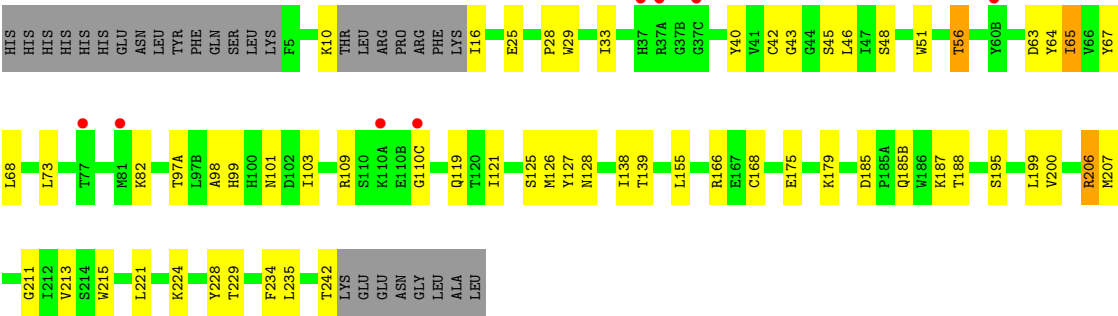 HIS HIS HIS HIS HIS HIS GLU ASN LEU TYR PHE GLN SER LEU LYS F5 K10 THR LEU ARG PRO ARG PHE LYS I16 E25 P28 W29 I33 H37 R37A G37B G37C Y40 V41 C42 G43 G44 S45 L46 I47 S48 W51 T56 Y60B D63 Y64 I65 V66 Y67
L68 L73 T77 M81 K82 T97A L97B A98 H99 H100 N101 D102 I103 R109 S110 K110A E110B G110C Q119 T120 I121 S125 M126 Y127 N128 I138 T139 L155 R166 E167 C168 E175 K179 D185 P185A Q185B W186 K187 T188 S195 L199 V200 R206 M207
G211 I212 V213 S214 W215 L221 K224 Y228 T229 F234 L235 T242 LYS GLU GLU ASN GLY LEU ALA LEU